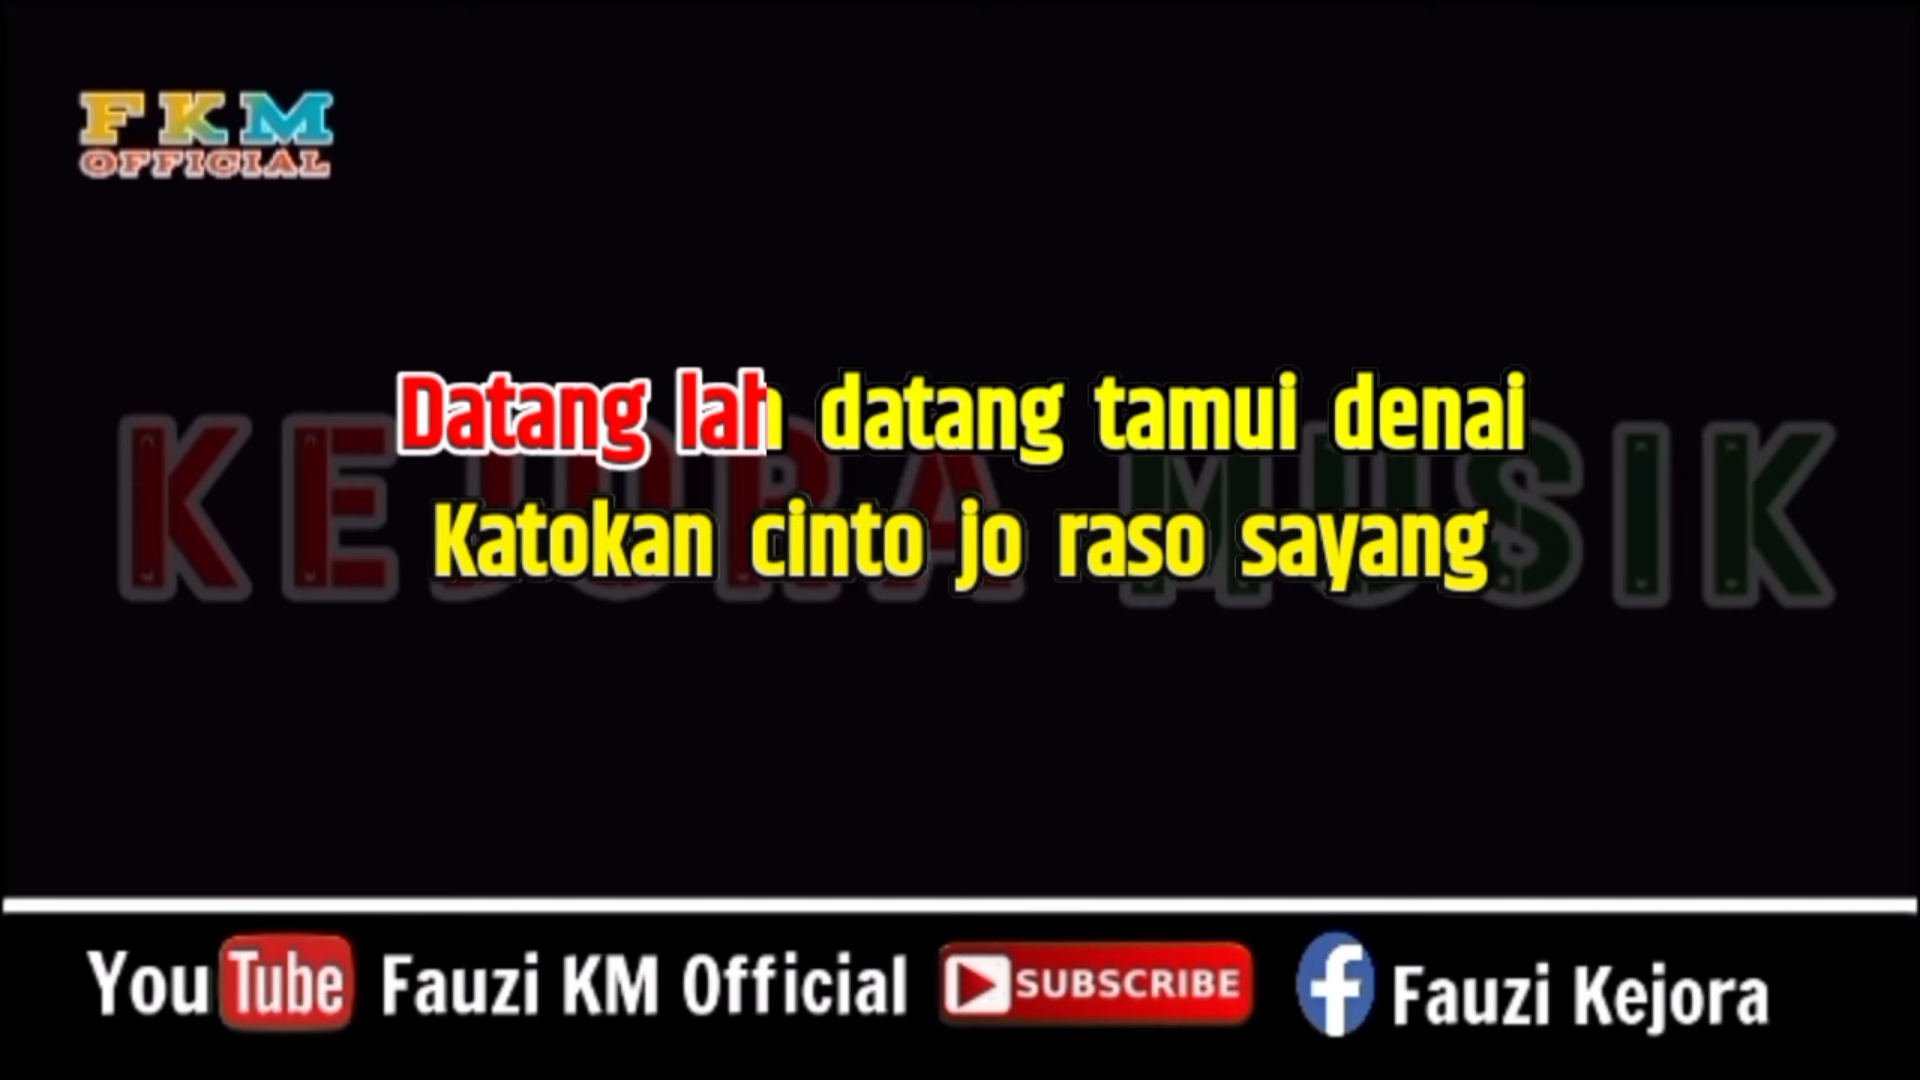 FKM
OFFICIAL
Datang lah datang tamui denai
Katokan cinto jo raso sayang
KEJORA MUSIK
YouTube Fauzi KM Official SUBSCRIBE f Fauzi Kejora